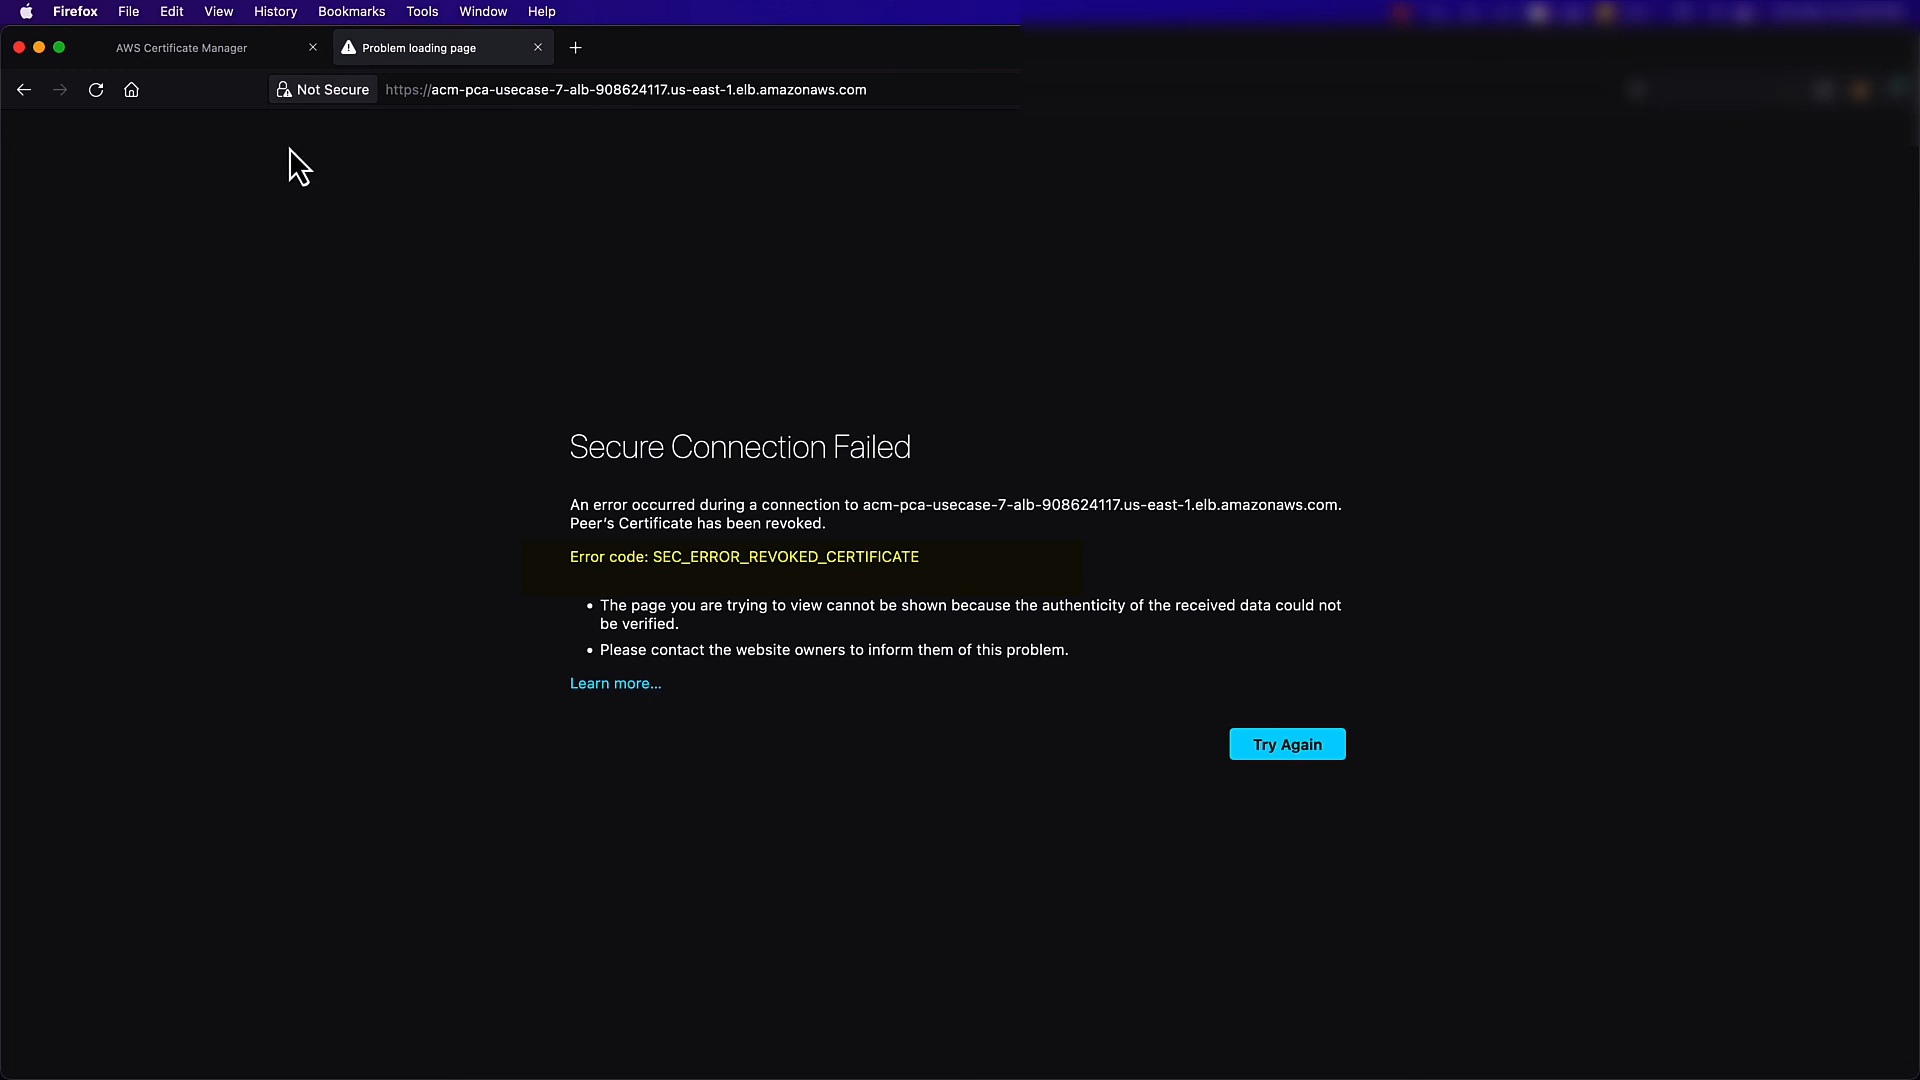 Firefox File Edit View History Bookmarks Tools Window Help
AWS Certificate Manager Problem loading page
Not Secure https://acm-pca-usecase-7-alb-908624117.us-east-1.elb.amazonaws.com
Secure Connection Failed
An error occurred during a connection to acm-pca-usecase-7-alb-908624117.us-east-1.elb.amazonaws.com.
Peer's Certificate has been revoked.
Error code: SEC_ERROR_REVOKED_CERTIFICATE
• The page you are trying to view cannot be shown because the authenticity of the received data could not
be verified.
• Please contact the website owners to inform them of this problem.
Learn more...
Try Again